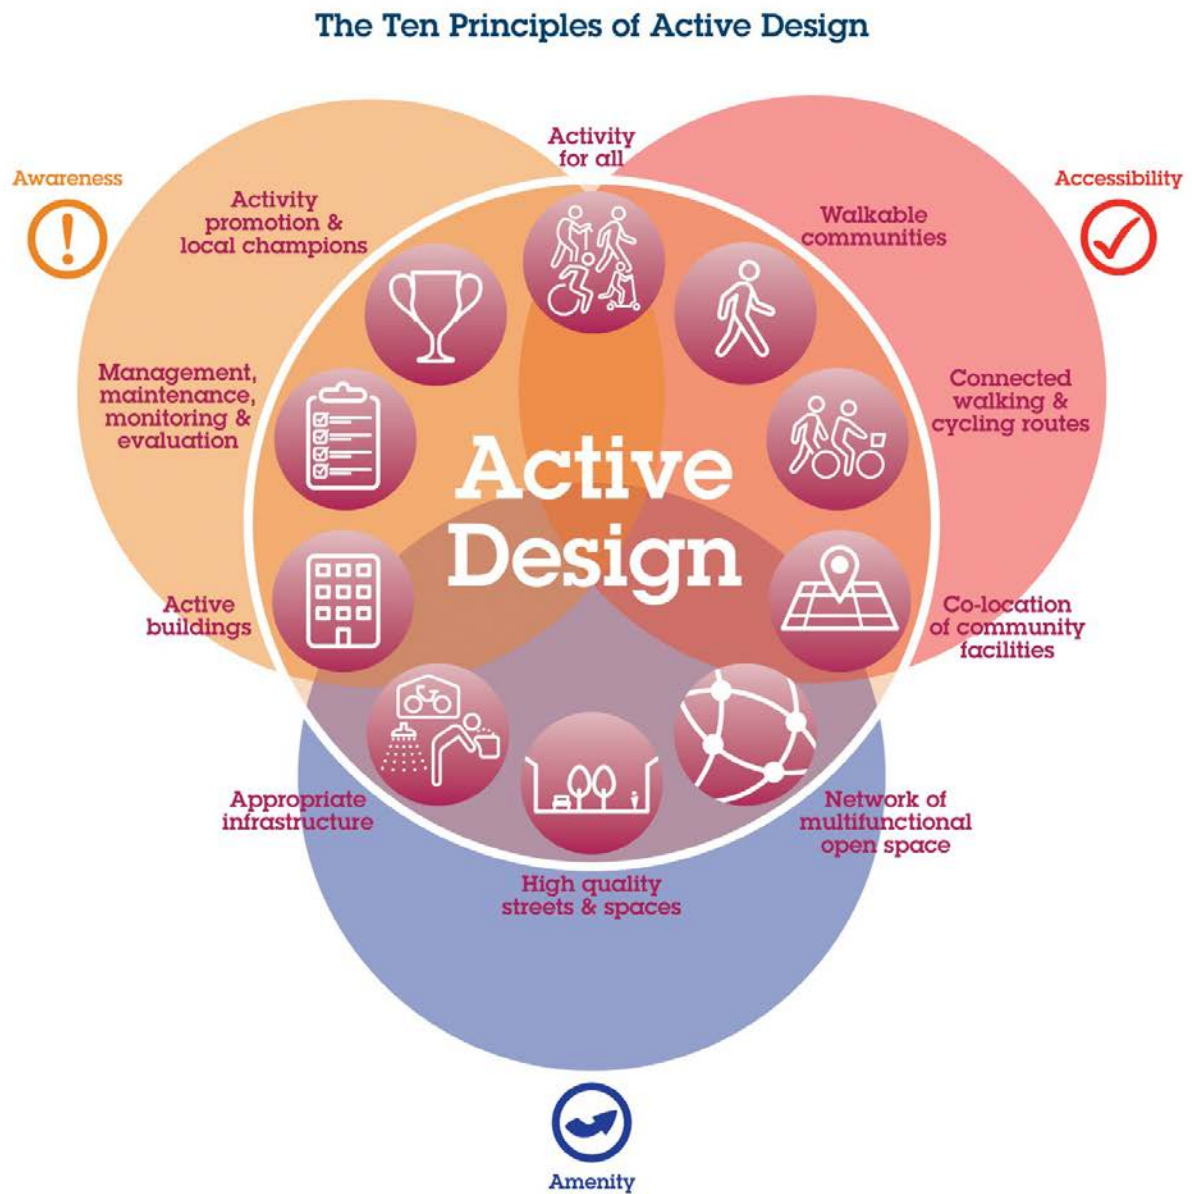 The Ten Principles of Active Design
Activity
for all
Awareness
Accessibility
Activity
promotion &
local champions
Walkable
communities
Management,
maintenance,
monitoring &
evaluation
Connected
walking &
cycling routes
Active
Design
Active
buildings
Co-location
of community
facilities
Appropriate
infrastructure
Network of
multifunctional
open space
High quality
streets & spaces
Amenity